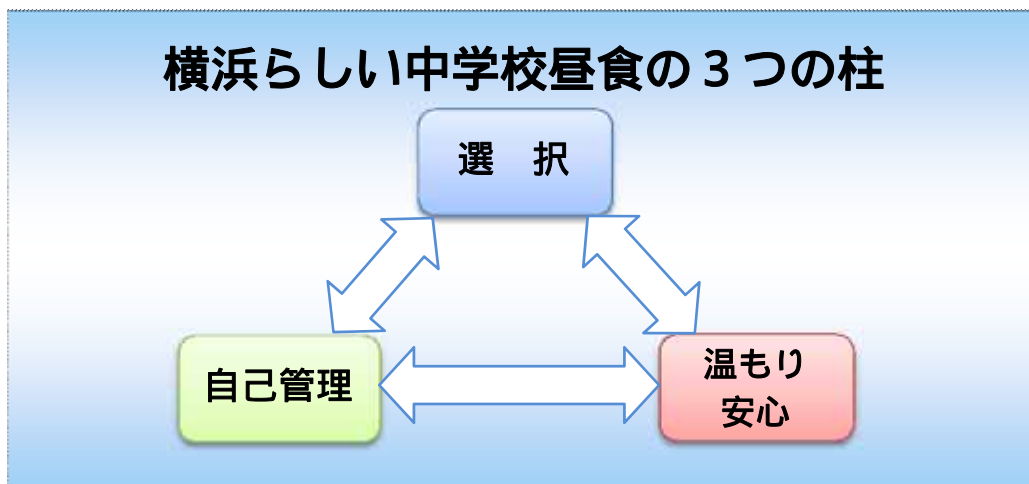 横浜らしい中学校昼食の３つの柱
選　択
自己管理
温もり
安心